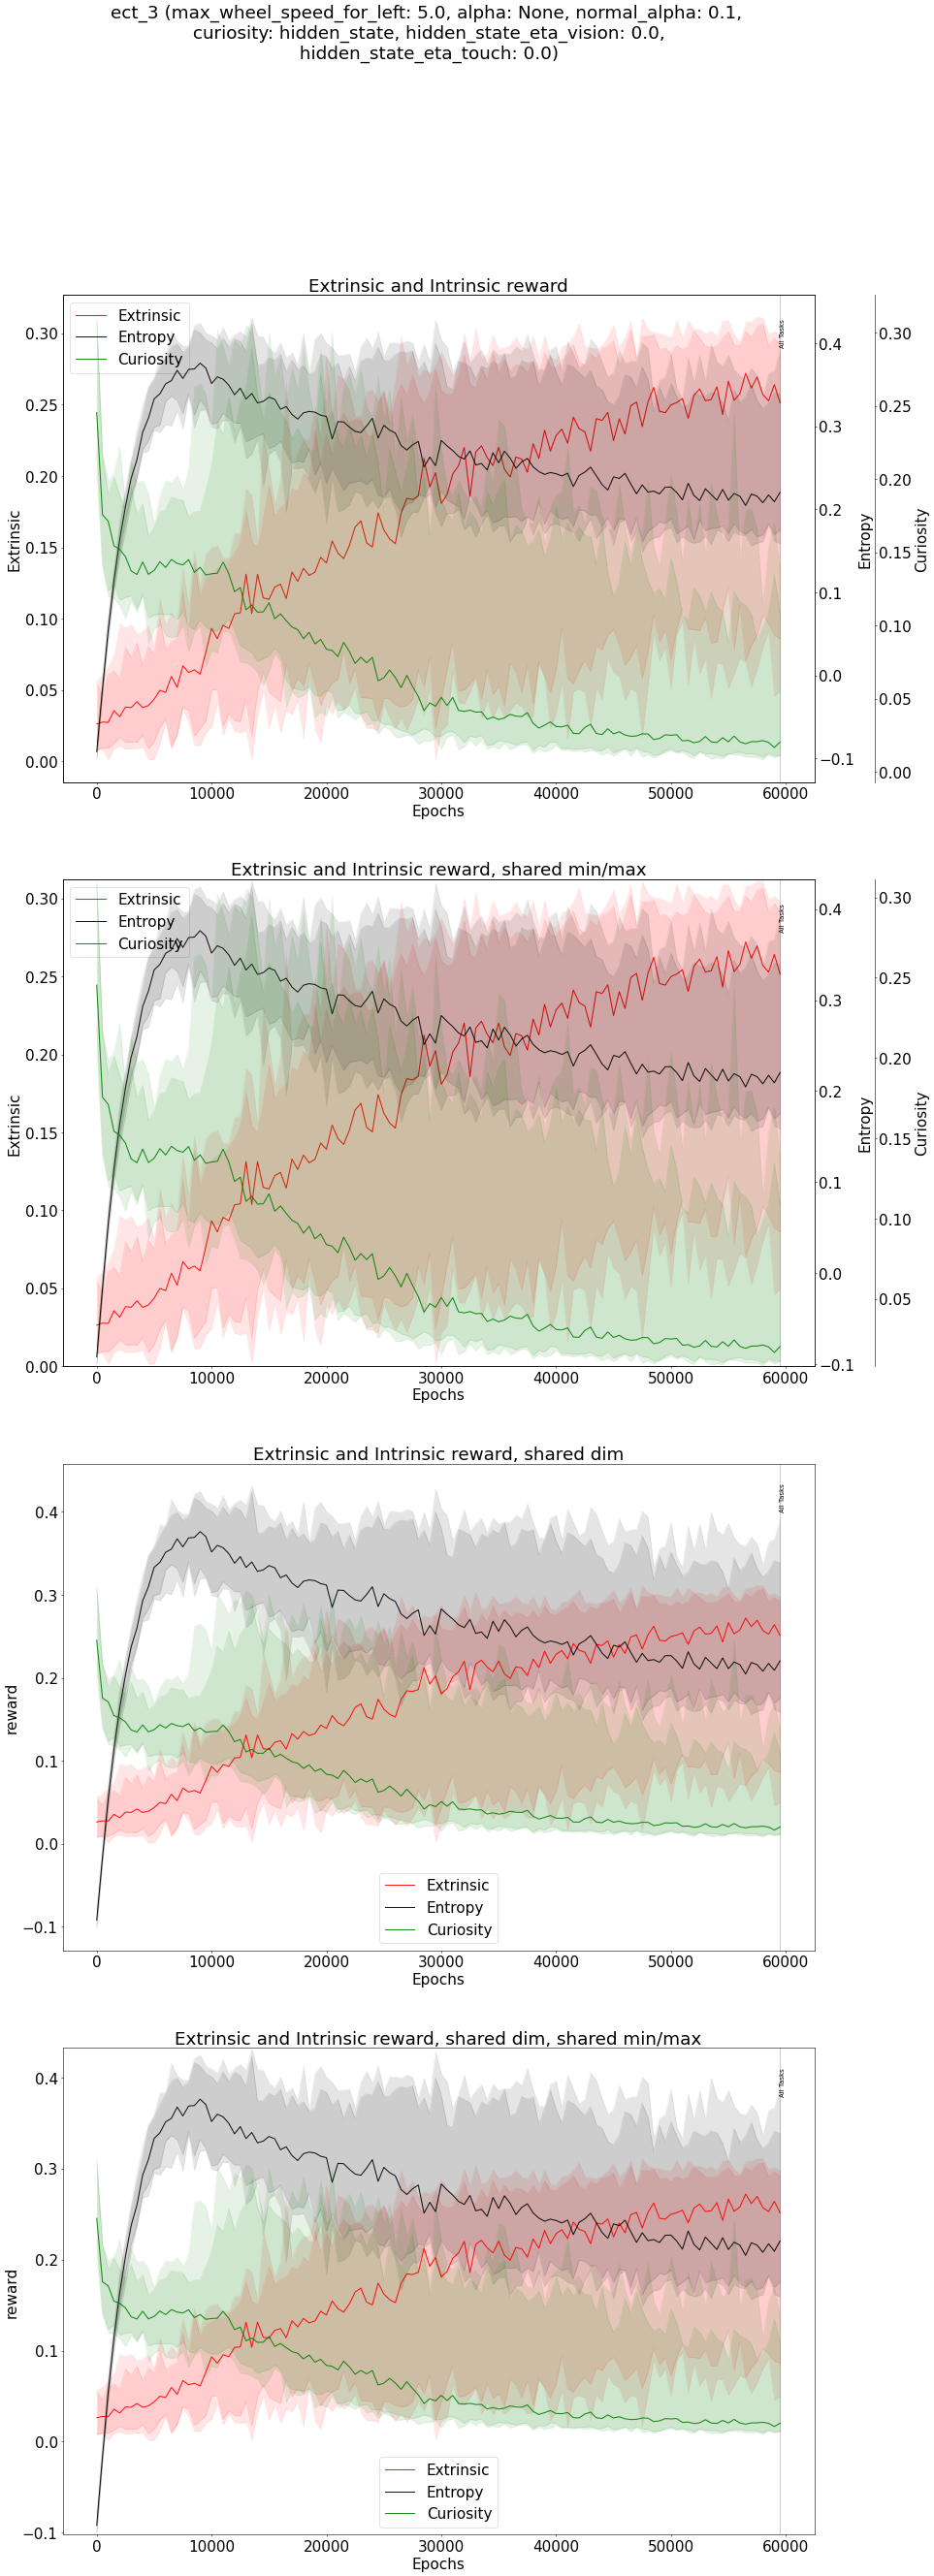 ect_3 (max_wheel_speed_for_left: 5.0, alpha: None, normal_alpha: 0.1,
curiosity: hidden_state, hidden_state_eta_vision: 0.0,
hidden_state_eta_touch: 0.0)
Extrinsic and Intrinsic reward
Extrinsic
Entropy
Curiosity
All Tasks
0.30
0.25
0.20
0.15
0.10
0.05
0.00
Extrinsic
0.4
0.3
0.2
0.1
0.0
−0.1
Entropy
0.30
0.25
0.20
0.15
0.10
0.05
0.00
Curiosity
0 10000 20000 30000 40000 50000 60000
Epochs
Extrinsic and Intrinsic reward, shared min/max
Extrinsic
Entropy
Curiosity
All Tasks
0.30
0.25
0.20
0.15
0.10
0.05
0.00
Extrinsic
0.4
0.3
0.2
0.1
0.0
−0.1
Entropy
0.30
0.25
0.20
0.15
0.10
0.05
Curiosity
0 10000 20000 30000 40000 50000 60000
Epochs
Extrinsic and Intrinsic reward, shared dim
All Tasks
0.4
0.3
0.2
0.1
0.0
−0.1
reward
Extrinsic
Entropy
Curiosity
0 10000 20000 30000 40000 50000 60000
Epochs
Extrinsic and Intrinsic reward, shared dim, shared min/max
All Tasks
0.4
0.3
0.2
0.1
0.0
−0.1
reward
Extrinsic
Entropy
Curiosity
0 10000 20000 30000 40000 50000 60000
Epochs